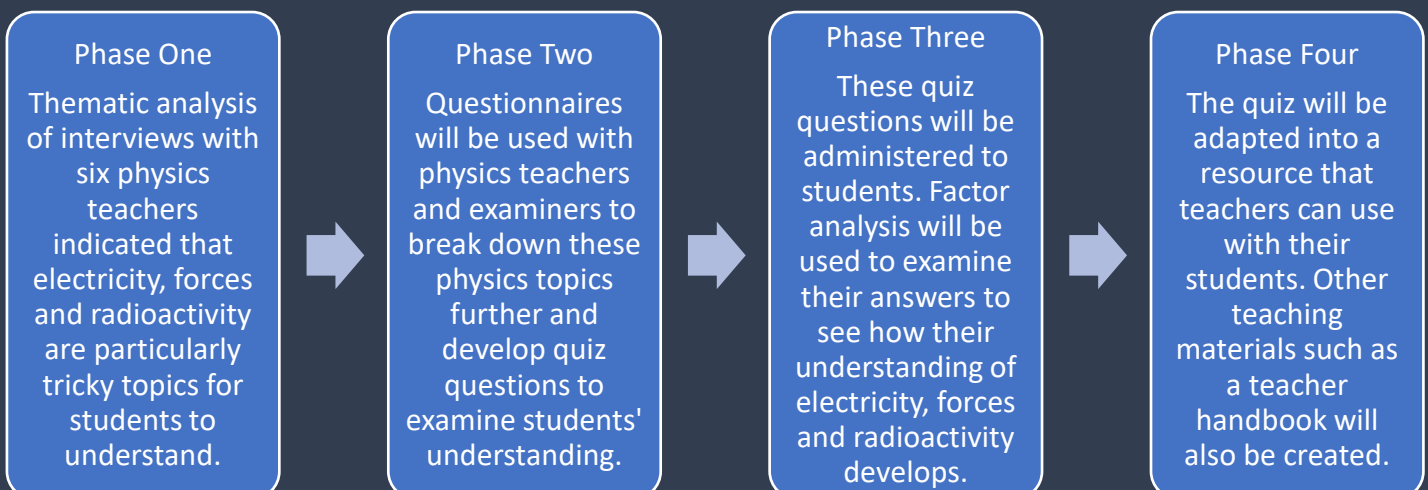 Phase One
Thematic analysis
of interviews with
six physics
teachers
indicated that
electricity, forces
and radioactivity
are particularly
tricky topics for
students to
understand.
Phase Two
Questionnaires
will be used with
physics teachers
and examiners to
break down these
physics topics
further and
develop quiz
questions to
examine students'
understanding.
Phase Three
These quiz
questions will be
administered to
students. Factor
analysis will be
used to examine
their answers to
see how their
understanding of
electricity, forces
and radioactivity
develops.
Phase Four
The quiz will be
adapted into a
resource that
teachers can use
with their
students. Other
teaching
materials such as
a teacher
handbook will
also be created.